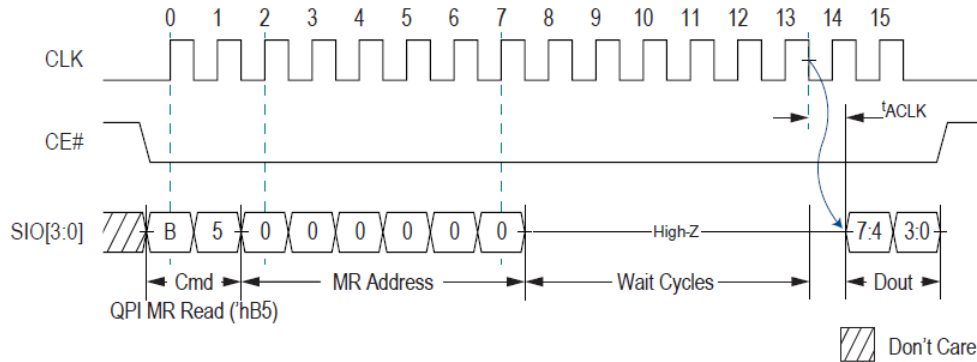 0 1 2 3 4 5 6 7 8 9 10 11 12 13 14 15
CLK
tACLK
CE#
SIO[3:0] B 5 0 0 0 0 0 0 High-Z 7:4 3:0
Cmd MR Address Wait Cycles Dout
QPI MR Read ('hB5)
Don't Care